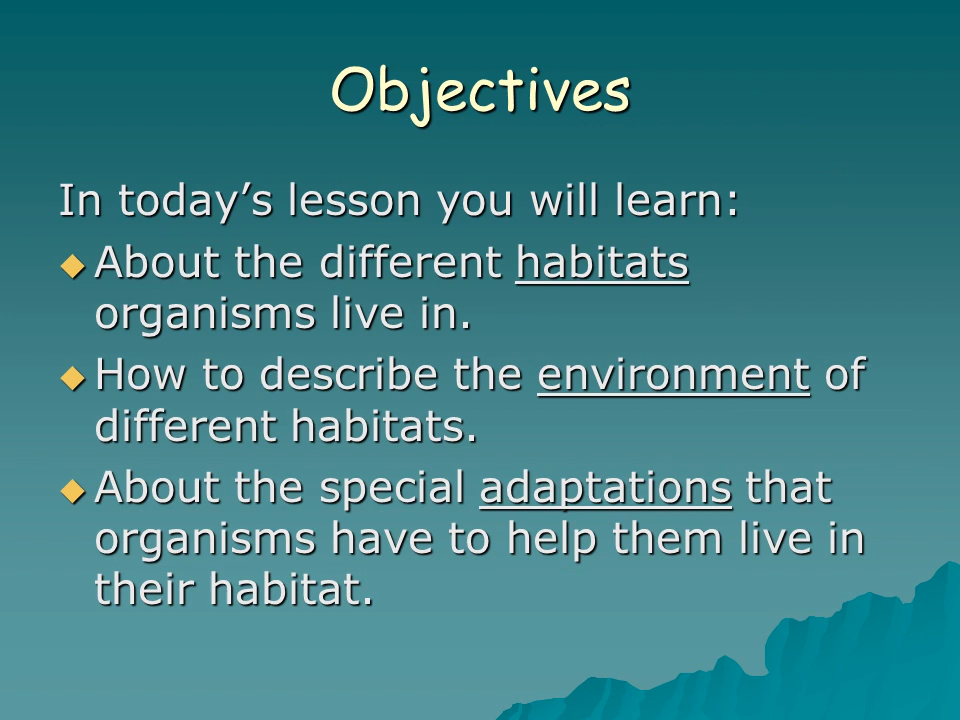 Objectives
In today’s lesson you will learn:
About the different habitats
organisms live in.
How to describe the environment of
different habitats.
About the special adaptations that
organisms have to help them live in
their habitat.